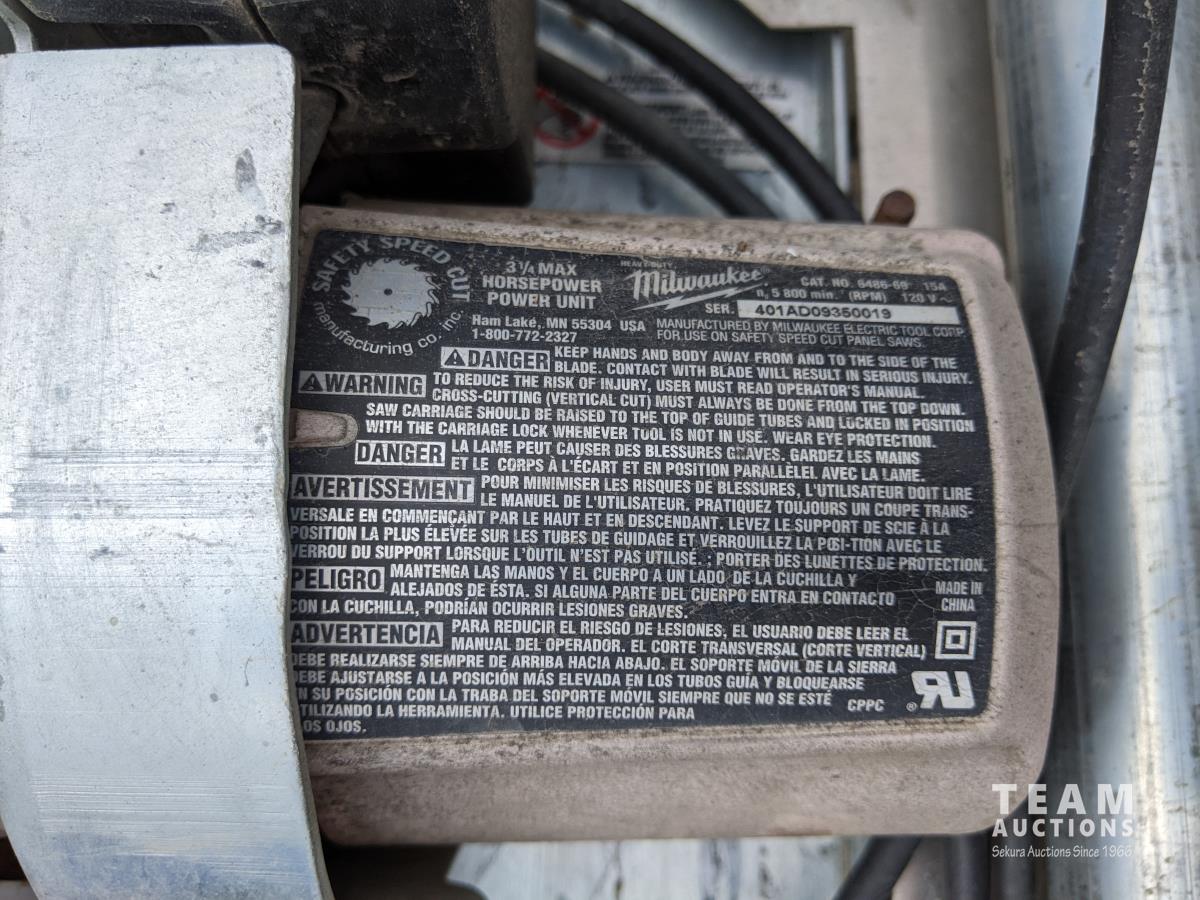 SAFETY SPEED CUT
manufacturing co. inc.
3 1/4 MAX
HORSEPOWER
POWER UNIT
Ham Lake, MN 55304 USA
1-800-772-2327
HEAVY-DUTY
Milwaukee®
CAT. NO. 6486-69 15A
n₀ 5 800 min.⁻ (RPM) 120 V ~
SER. 401AD09350019
MANUFACTURED BY MILWAUKEE ELECTRIC TOOL CORP.
FOR USE ON SAFETY SPEED CUT PANEL SAWS.
DANGER KEEP HANDS AND BODY AWAY FROM AND TO THE SIDE OF THE
BLADE. CONTACT WITH BLADE WILL RESULT IN SERIOUS INJURY.
WARNING TO REDUCE THE RISK OF INJURY, USER MUST READ OPERATOR'S MANUAL.
CROSS-CUTTING (VERTICAL CUT) MUST ALWAYS BE DONE FROM THE TOP DOWN.
SAW CARRIAGE SHOULD BE RAISED TO THE TOP OF GUIDE TUBES AND LOCKED IN POSITION
WITH THE CARRIAGE LOCK WHENEVER TOOL IS NOT IN USE. WEAR EYE PROTECTION.
DANGER LA LAME PEUT CAUSER DES BLESSURES GRAVES. GARDEZ LES MAINS
ET LE CORPS À L'ÉCART ET EN POSITION PARALLÈLEL AVEC LA LAME.
AVERTISSEMENT POUR MINIMISER LES RISQUES DE BLESSURES, L'UTILISATEUR DOIT LIRE
LE MANUEL DE L'UTILISATEUR. PRATIQUEZ TOUJOURS UN COUPE TRANS-
VERSALE EN COMMENÇANT PAR LE HAUT ET EN DESCENDANT. LEVEZ LE SUPPORT DE SCIE À LA
POSITION LA PLUS ÉLEVÉE SUR LES TUBES DE GUIDAGE ET VERROUILLEZ LA POSI-TION AVEC LE
VERROU DU SUPPORT LORSQUE L'OUTIL N'EST PAS UTILISÉ. ; PORTER DES LUNETTES DE PROTECTION.
PELIGRO MANTENGA LAS MANOS Y EL CUERPO A UN LADO DE LA CUCHILLA Y
ALEJADOS DE ÉSTA. SI ALGUNA PARTE DEL CUERPO ENTRA EN CONTACTO
CON LA CUCHILLA, PODRÍAN OCURRIR LESIONES GRAVES.
MADE IN
CHINA
ADVERTENCIA PARA REDUCIR EL RIESGO DE LESIONES, EL USUARIO DEBE LEER EL
MANUAL DEL OPERADOR. EL CORTE TRANSVERSAL (CORTE VERTICAL)
DEBE REALIZARSE SIEMPRE DE ARRIBA HACIA ABAJO. EL SOPORTE MÓVIL DE LA SIERRA
DEBE AJUSTARSE A LA POSICIÓN MÁS ELEVADA EN LOS TUBOS GUÍA Y BLOQUEARSE
EN SU POSICIÓN CON LA TRABA DEL SOPORTE MÓVIL SIEMPRE QUE NO SE ESTÉ
TILIZANDO LA HERRAMIENTA. UTILICE PROTECCIÓN PARA
OS OJOS.
CPPC
TEAM
AUCTIONS
Sekura Auctions Since 1966